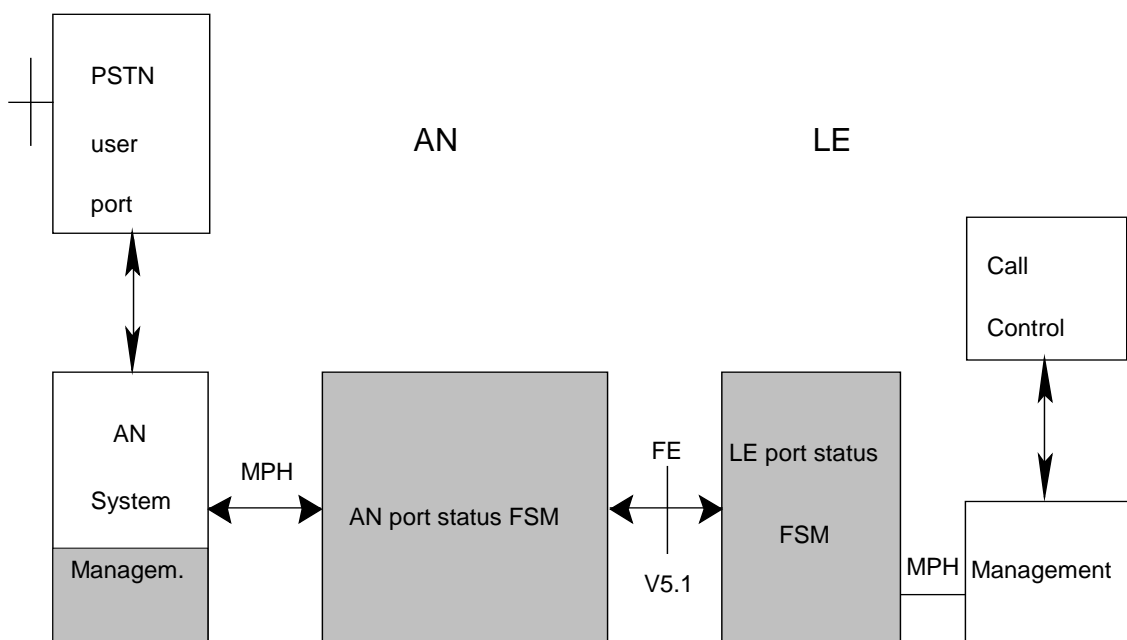 PSTN
user
port
AN
LE
Call
Control
AN
System
Managem.
MPH
AN port status FSM
FE
V5.1
LE port status
FSM
MPH
Management